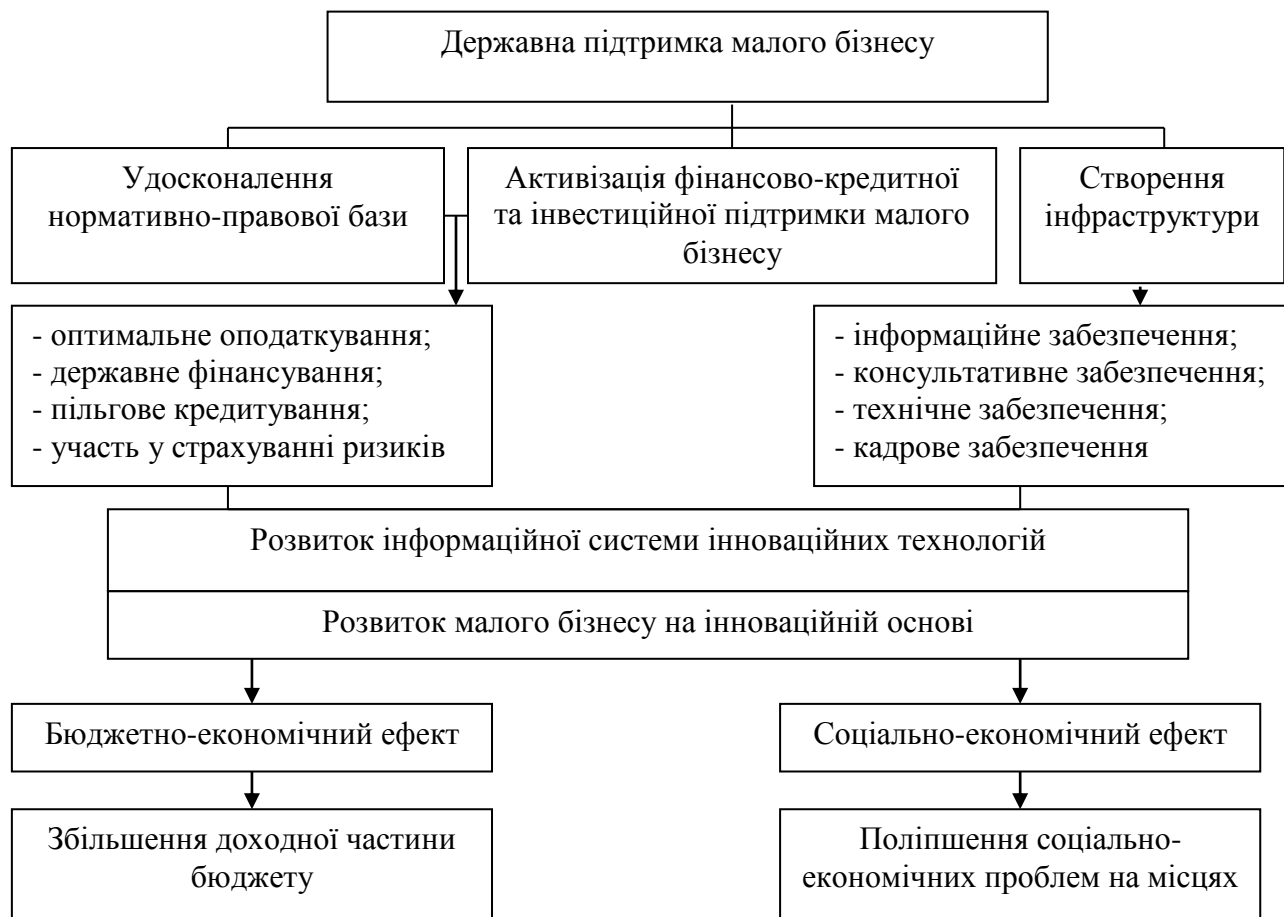 Державна підтримка малого бізнесу
Удосконалення
нормативно-правової бази
Активізація фінансово-кредитної
та інвестиційної підтримки малого
бізнесу
Створення
інфраструктури
- оптимальне оподаткування;
- державне фінансування;
- пільгове кредитування;
- участь у страхуванні ризиків
- інформаційне забезпечення;
- консультативне забезпечення;
- технічне забезпечення;
- кадрове забезпечення
Розвиток інформаційної системи інноваційних технологій
Розвиток малого бізнесу на інноваційній основі
Бюджетно-економічний ефект
Соціально-економічний ефект
Збільшення доходної частини
бюджету
Поліпшення соціально-
економічних проблем на місцях